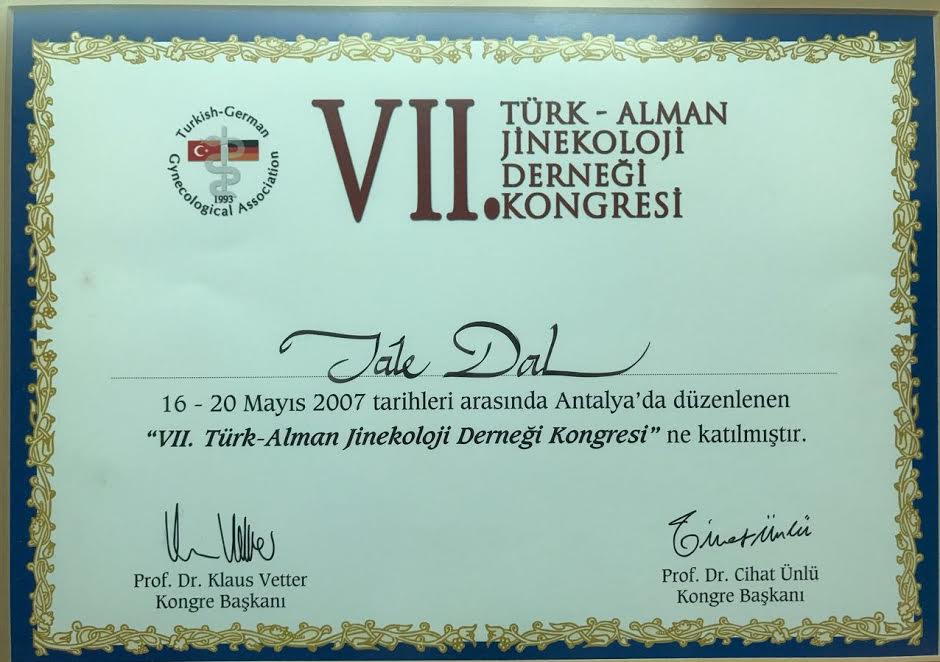 Turkish-German
Gynecological Association
1993
VII.
TÜRK - ALMAN
JİNEKOLOJİ
DERNEĞİ
KONGRESİ
Jale Dal
16 - 20 Mayıs 2007 tarihleri arasında Antalya'da düzenlenen
“VII. Türk-Alman Jinekoloji Derneği Kongresi” ne katılmıştır.
Prof. Dr. Klaus Vetter
Kongre Başkanı
Prof. Dr. Cihat Ünlü
Kongre Başkanı